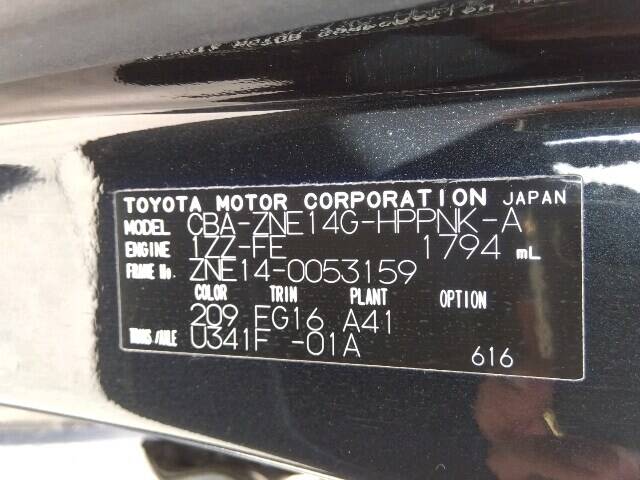 TOYOTA MOTOR CORPORATION JAPAN
MODEL CBA-ZNE14G-HPPNK-A
ENGINE 1ZZ-FE 1794 mL
FRAME No. ZNE14-0053159
COLOR TRIM PLANT OPTION
209 FG16 A41
TRANS/AXLE U341F -01A 616